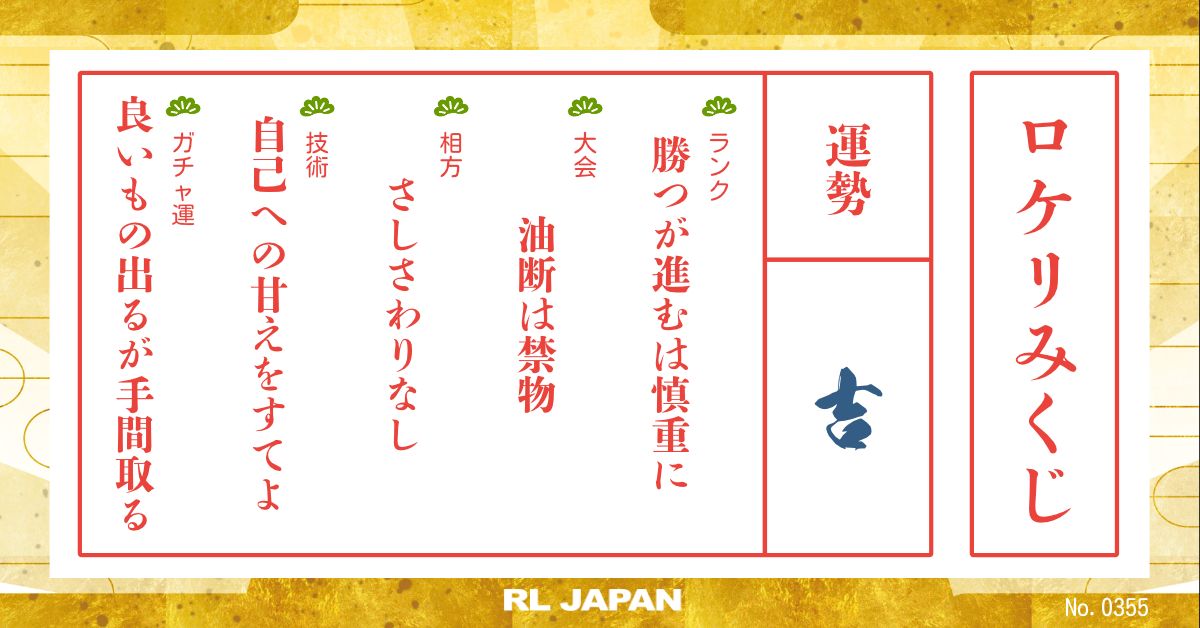 ロケリみくじ
運勢
吉
ランク
勝つが進むは慎重に
大会
油断は禁物
相方
さしさわりなし
技術
自己への甘えをすてよ
ガチャ運
良いもの出るが手間取る
RL JAPAN
No. 0355